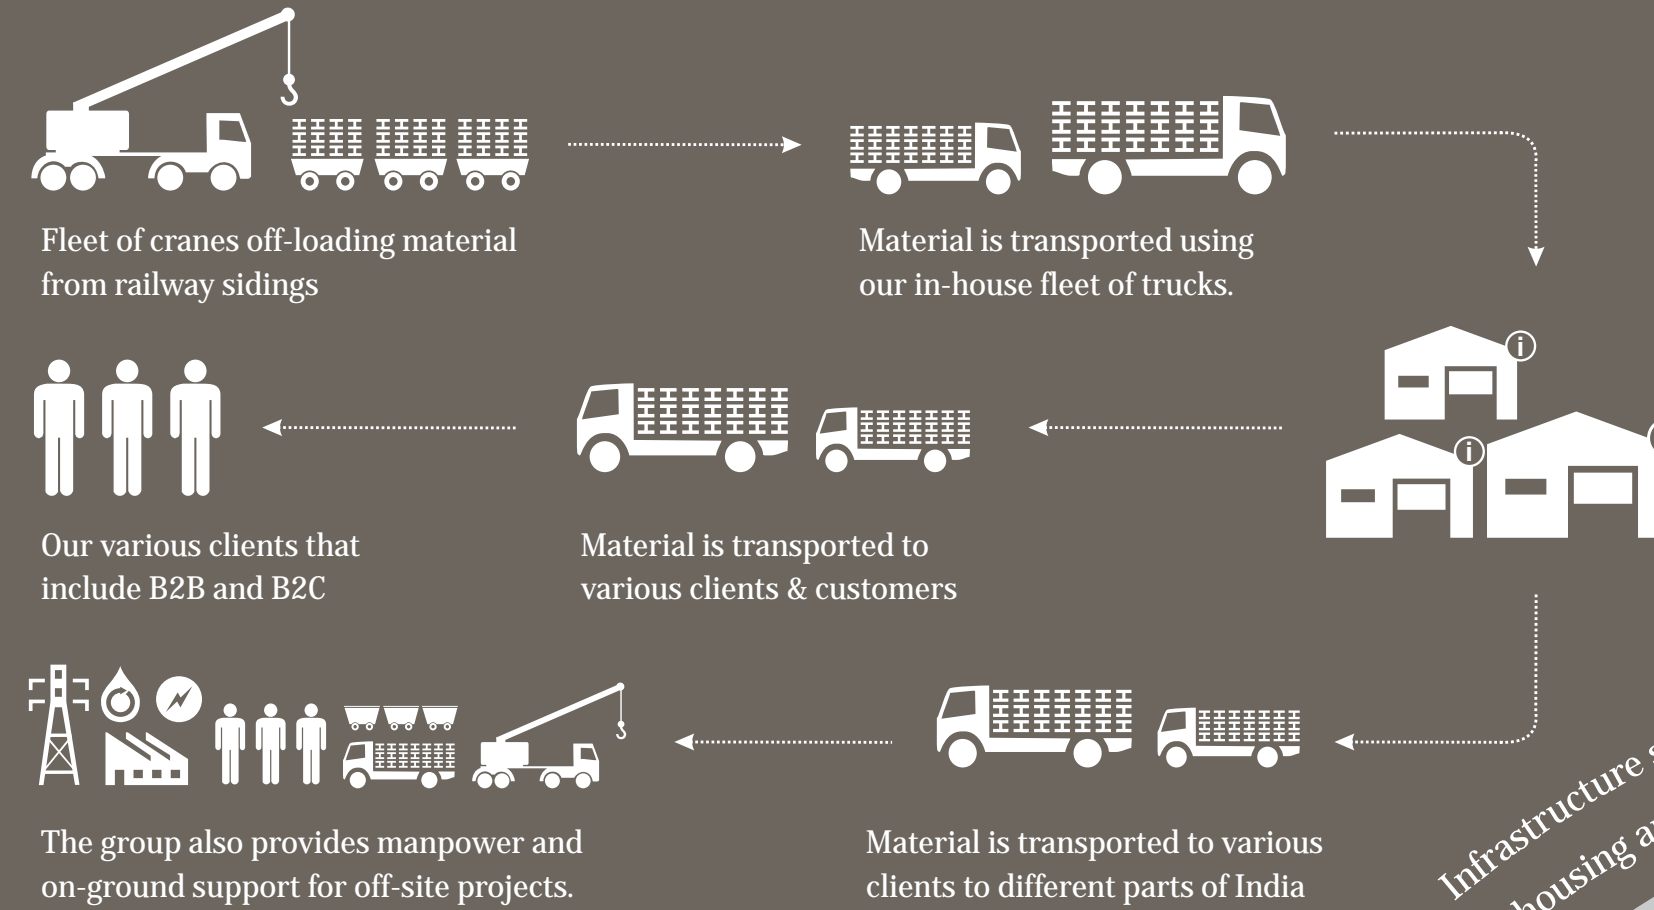 Fleet of cranes off-loading material
from railway sidings
Material is transported using
our in-house fleet of trucks.
i
i
Our various clients that
include B2B and B2C
Material is transported to
various clients & customers
The group also provides manpower and
on-ground support for off-site projects.
Material is transported to various
clients to different parts of India
Infrastructure